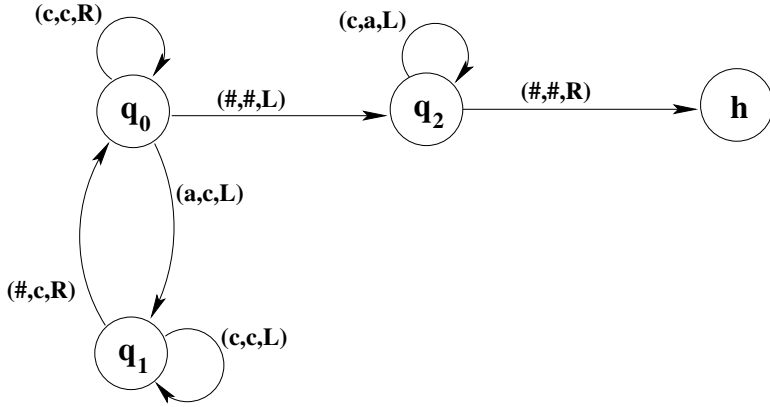 (c,c,R)
(c,a,L)
q0
(#,#,L)
q2
(#,#,R)
h
(a,c,L)
(#,c,R)
q1
(c,c,L)